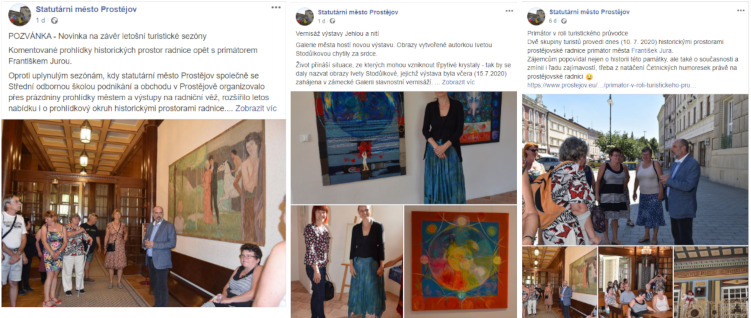 Statutární město Prostějov
1 d
POZVÁNKA - Novinka na závěr letošní turistické sezóny
Komentované prohlídky historických prostor radnice opět s primátorem
Františkem Jurou.
Oproti uplynulým sezónám, kdy statutární město Prostějov společně se
Střední odbornou školou podnikání a obchodu v Prostějově organizovalo
přes prázdniny prohlídky městem a výstupy na radniční věž, rozšířilo letos
nabídku i o prohlídkový okruh historickými prostorami radnice.... Zobrazit víc
Statutární město Prostějov
Vernisáž výstavy Jehlou a nití
Galerie města hostí novou výstavu. Obrazy vytvořené autorkou Ivetou
Stodůlkovou chytly za srdce.
Život přináší situace, ze kterých mohou vzniknout třpytivé krystaly - tak by se
daly nazvat obrazy Ivety Stodůlkové, jejichž výstava byla včera (15.7.2020)
zahájena v zámecké Galerii slavnostní vernisáží. ... Zobrazit víc
Statutární město Prostějov
6 d
Primátor v roli turistického průvodce
Dvě skupiny turistů provedl dnes (10. 7. 2020) historickými prostorami
prostějovské radnice primátor města František Jura.
Zájemcům popovídal nejen o historii této památky, ale také o současnosti a
zmínil i řadu zajímavostí, třeba z natáčení Četnických humoresek právě na
prostějovské radnici
https://www.prostejov.eu/.../primator-v-roli-turistickeho-pru...